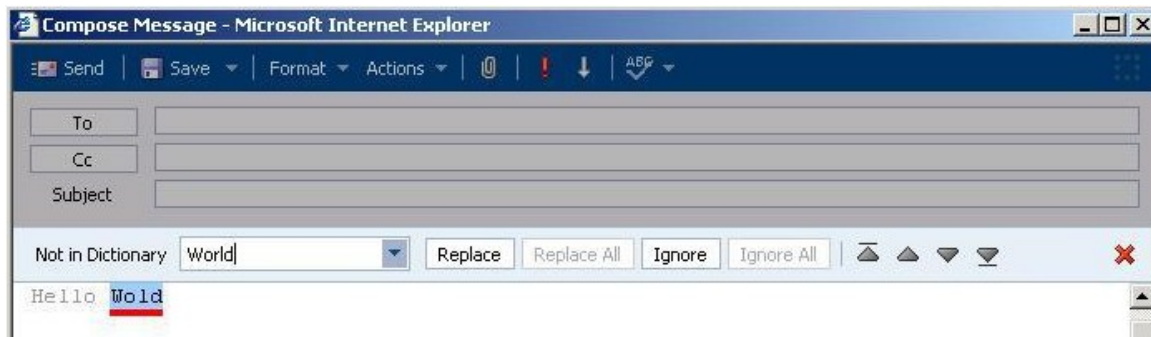 Compose Message - Microsoft Internet Explorer
Send Save Format Actions ABC
To
Cc
Subject
Not in Dictionary World Replace Replace All Ignore Ignore All
Hello Wold